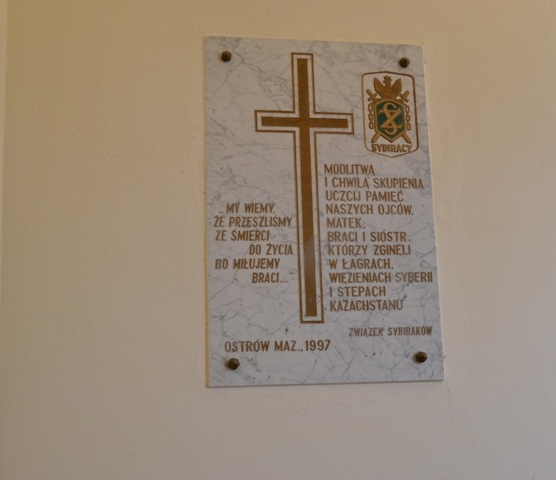 SYBIRACY
„MY WIEMY,
ŻE PRZESZLIŚMY
ZE ŚMIERCI
DO ŻYCIA
BO MIŁUJEMY
BRACI...."
MODLITWĄ
I CHWILĄ SKUPIENIA
UCZCIJ PAMIĘĆ
NASZYCH OJCÓW,
MATEK,
BRACI I SIÓSTR,
KTÓRZY ZGINĘLI
W ŁAGRACH,
WIĘZIENIACH SYBERII
I STEPACH
KAZACHSTANU
ZWIĄZEK SYBIRAKÓW
OSTRÓW MAZ., 1997